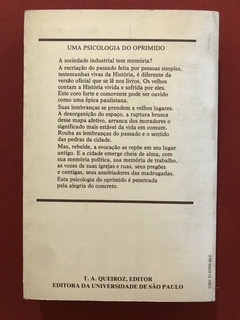 UMA PSICOLOGIA DO OPRIMIDO
A sociedade industrial tem memória?
A recriação do passado feita por pessoas simples,
testemunhas vivas da História, é diferente da
versão oficial que se lê nos livros. Os velhos
contam a História vivida e sofrida por eles.
Este coro forte e comovente pode ser ouvido
como uma épica paulistana.
Suas lembranças se prendem a velhos lugares.
A desorganização do espaço, a ruptura brusca
desse mapa afetivo, arranca dos moradores o
significado mais estável da vida em comum.
Rouba as lembranças do passado e o sentido
das pedras da cidade.
Mas, rebelde, a evocação as repõe em seu lugar
antigo. E a cidade emerge cheia de alma, com
sua memória política, sua memória de trabalho,
as vozes de suas igrejas e ruas, seus pregões
e cantigas, seus assobiadores das madrugadas.
Esta psicologia do oprimido é penetrada
pela alegria do concreto.
T. A. QUEIROZ, EDITOR
EDITORA DA UNIVERSIDADE DE SÃO PAULO